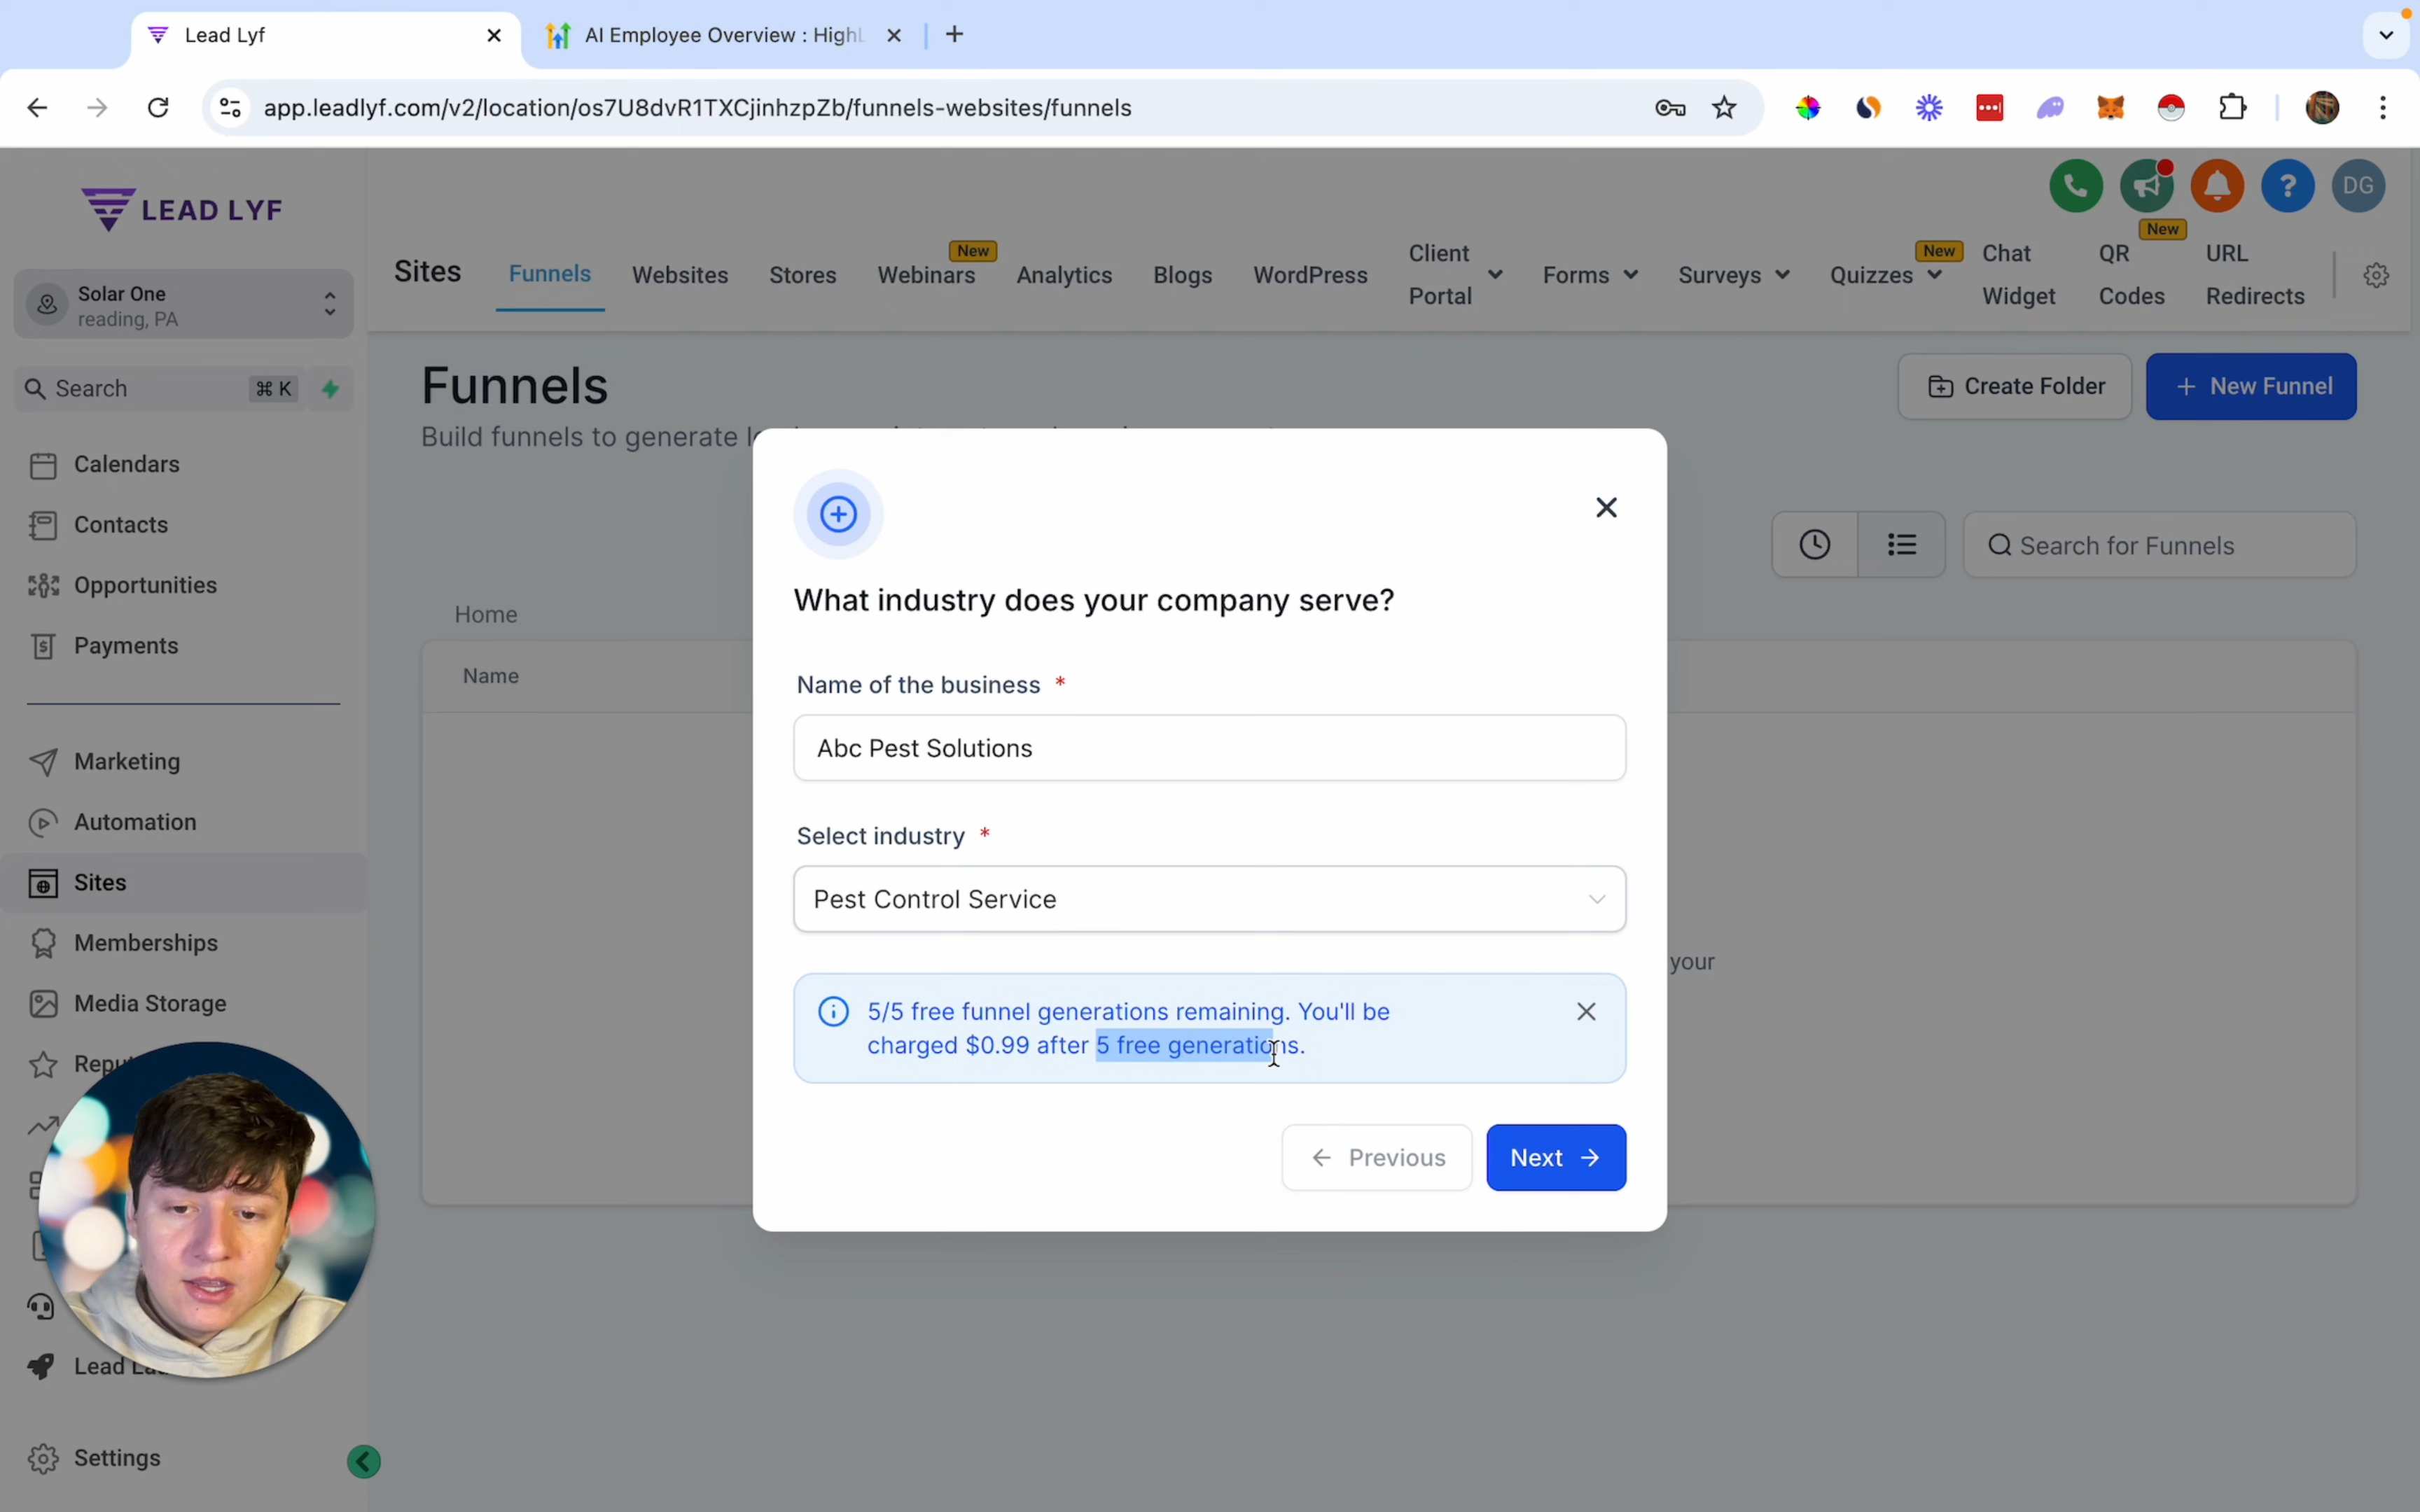 Lead Lyf
AI Employee Overview : HighL
app.leadlyf.com/v2/location/os7U8dvR1TXCjinhzpZb/funnels-websites/funnels
LEAD LYF
DG
Solar One
reading, PA
Search
⌘ K
Calendars
Contacts
Opportunities
Payments
Marketing
Automation
Sites
Memberships
Media Storage
Repu
Lead La
Settings
Sites
Funnels
Websites
Stores
Webinars
New
Analytics
Blogs
WordPress
Client
Portal
Forms
Surveys
Quizzes
New
Chat
Widget
QR
Codes
New
URL
Redirects
Funnels
Build funnels to generate
Create Folder
+ New Funnel
Search for Funnels
Home
Name
your
What industry does your company serve?
Name of the business *
Abc Pest Solutions
Select industry *
Pest Control Service
5/5 free funnel generations remaining. You'll be
charged $0.99 after 5 free generations.
← Previous
Next →